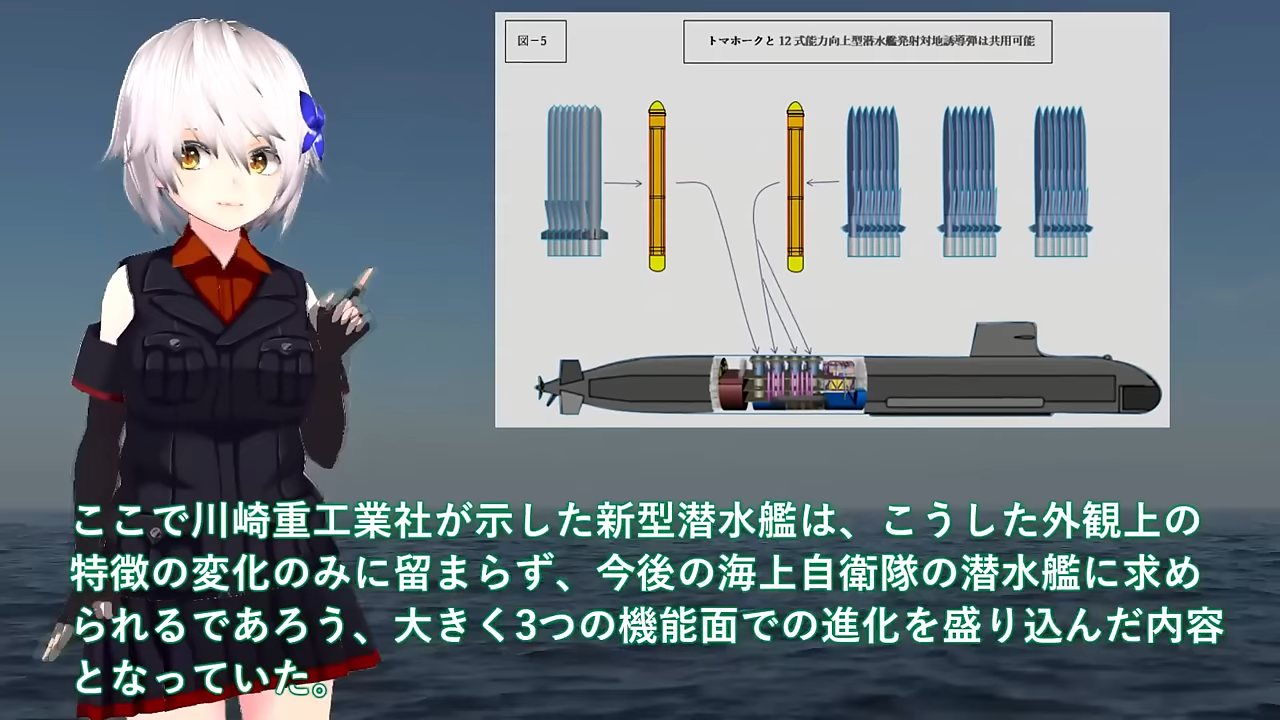 図－5
トマホークと 12 式能力向上型潜水艦発射対地誘導弾は共用可能
ここで川崎重工業社が示した新型潜水艦は、こうした外観上の
特徴の変化のみに留まらず、今後の海上自衛隊の潜水艦に求め
られるであろう、大きく3つの機能面での進化を盛り込んだ内容
となっていた。